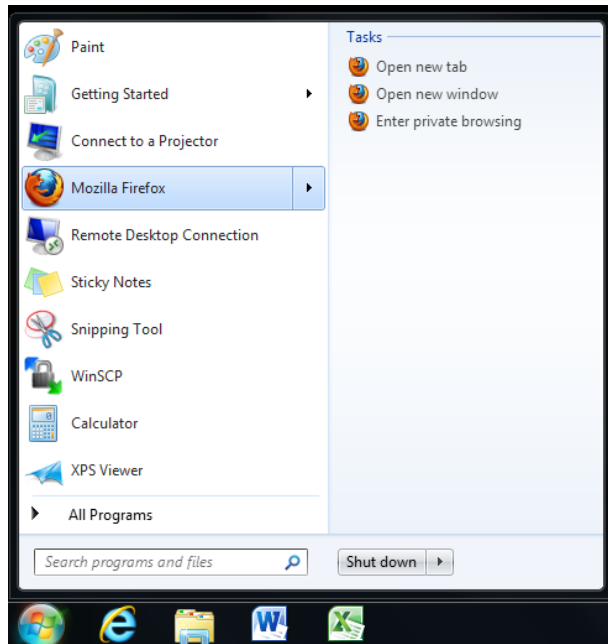 Paint
Getting Started
Connect to a Projector
Mozilla Firefox
Remote Desktop Connection
Sticky Notes
Snipping Tool
WinSCP
Calculator
XPS Viewer
All Programs
Search programs and files
Tasks
Open new tab
Open new window
Enter private browsing
Shut down